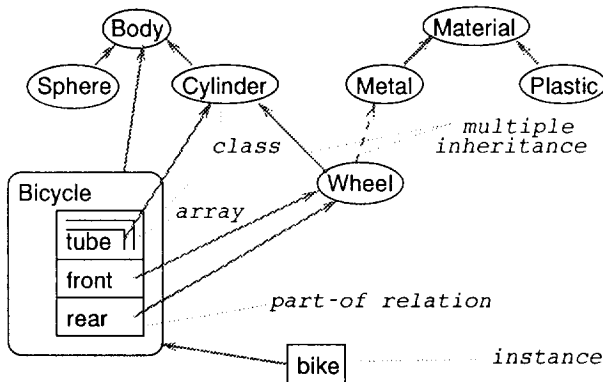 Body
Material
Sphere
Cylinder
Metal
Plastic
class
multiple
inheritance
Wheel
Bicycle
array
tube
front
rear
part-of relation
bike
instance